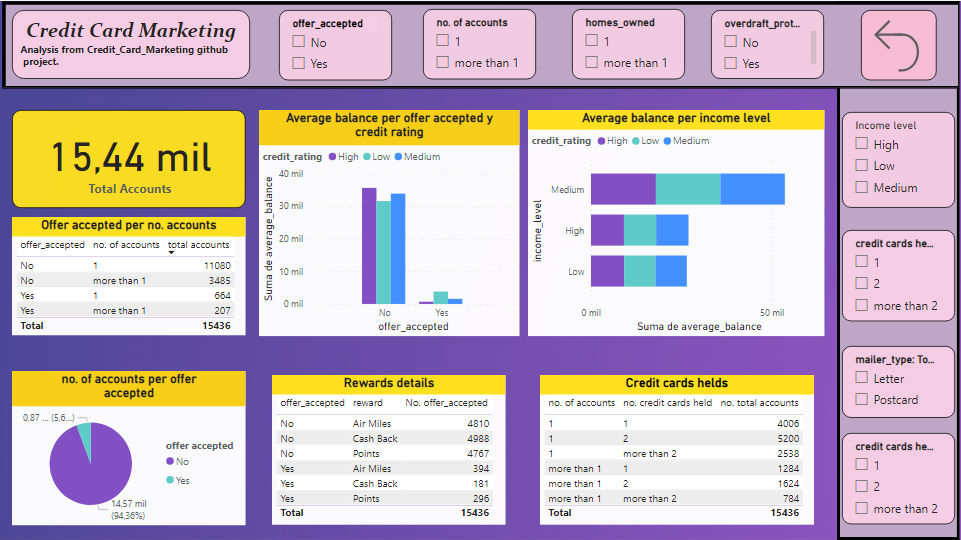 Credit Card Marketing
Analysis from Credit_Card_Marketing github
project.
offer_accepted
No
Yes
no. of accounts
1
more than 1
homes_owned
1
more than 1
overdraft_prot...
No
Yes
15,44 mil
Total Accounts
Offer accepted per no. accounts
offer_accepted no. of accounts total accounts
No 1 11080
No more than 1 3485
Yes 1 664
Yes more than 1 207
Total 15436
Average balance per offer accepted y
credit rating
credit_rating High Low Medium
Suma de average_balance
40 mil
30 mil
20 mil
10 mil
0 mil
No Yes
offer_accepted
Average balance per income level
credit_rating High Low Medium
income_level
Medium
High
Low
0 mil 50 mil
Suma de average_balance
no. of accounts per offer
accepted
0,87 ... (5,6...)
14,57 mil
(94,36%)
offer accepted
No
Yes
Rewards details
offer_accepted reward No. offer_accepted
No Air Miles 4810
No Cash Back 4988
No Points 4767
Yes Air Miles 394
Yes Cash Back 181
Yes Points 296
Total 15436
Credit cards helds
no. of accounts no. credit cards held no. total accounts
1 1 4006
1 2 5200
1 more than 2 2538
more than 1 1 1284
more than 1 2 1624
more than 1 more than 2 784
Total 15436
Income level
High
Low
Medium
credit cards he...
1
2
more than 2
mailer_type: To...
Letter
Postcard
credit cards he...
1
2
more than 2